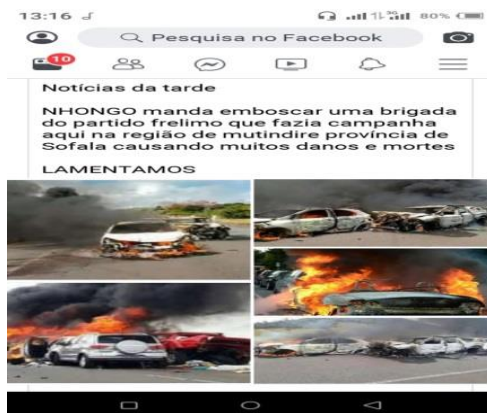 13:16 80%
Pesquisa no Facebook
10
Notícias da tarde
NHONGO manda emboscar uma brigada
do partido frelimo que fazia campanha
aqui na região de mutindire província de
Sofala causando muitos danos e mortes
LAMENTAMOS